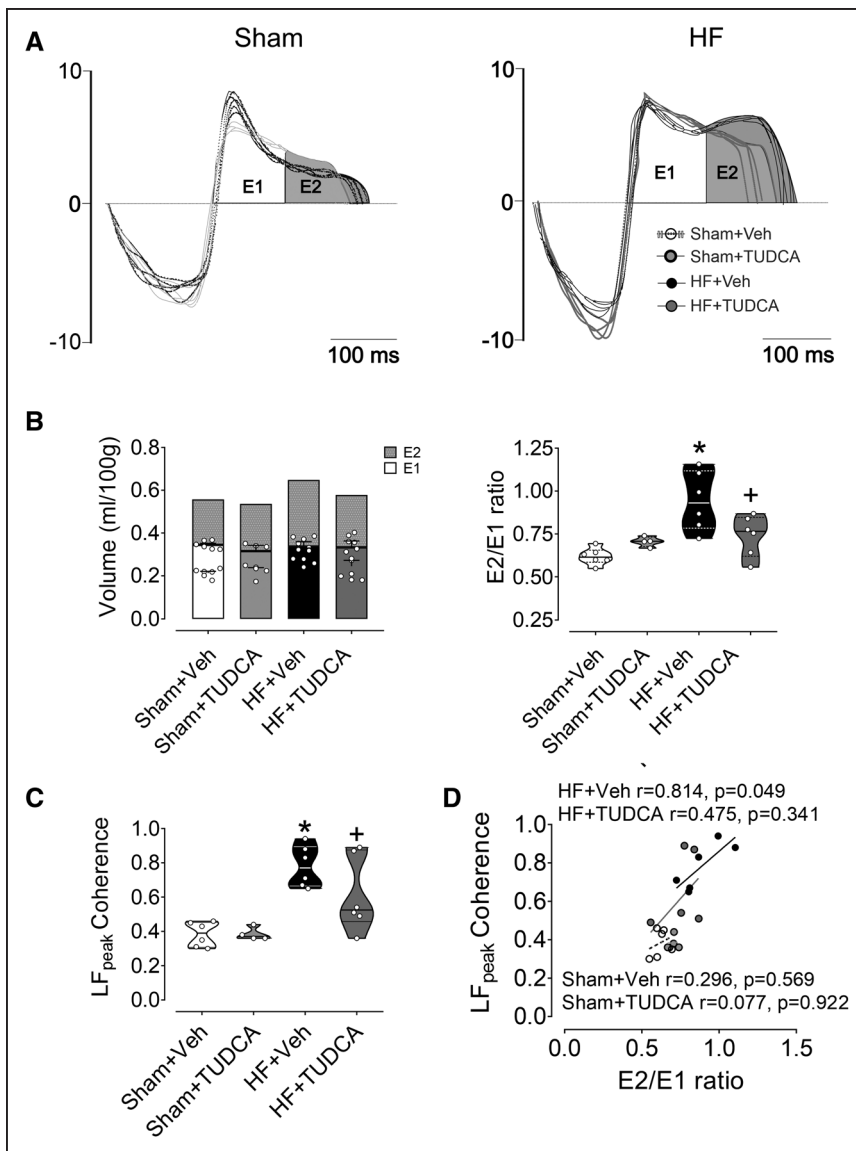 Sham
HF
A
10
0
-10
E1
E2
100 ms
10
0
-10
E1
E2
Sham+Veh
Sham+TUDCA
HF+Veh
HF+TUDCA
100 ms
B
Volume (ml/100g)
0.8
0.6
0.4
0.2
0.0
E2
E1
Sham+Veh
Sham+TUDCA
HF+Veh
HF+TUDCA
E2/E1 ratio
1.25
1.00
0.75
0.50
0.25
*
+
Sham+Veh
Sham+TUDCA
HF+Veh
HF+TUDCA
C
LFpeak Coherence
1.0
0.8
0.6
0.4
0.2
0.0
*
+
Sham+Veh
Sham+TUDCA
HF+Veh
HF+TUDCA
D
HF+Veh r=0.814, p=0.049
HF+TUDCA r=0.475, p=0.341
LFpeak Coherence
1.0
0.8
0.6
0.4
0.2
0.0
Sham+Veh r=0.296, p=0.569
Sham+TUDCA r=0.077, p=0.922
0.0 0.5 1.0 1.5
E2/E1 ratio